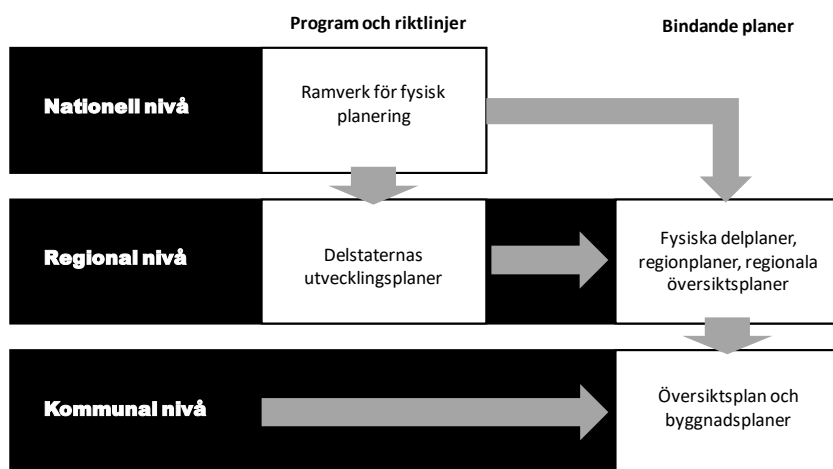 Program och riktlinjer
Bindande planer
Nationell nivå
Ramverk för fysisk
planering
Regional nivå
Delstaternas
utvecklingsplaner
Fysiska delplaner,
regionplaner, regionala
översiktsplaner
Kommunal nivå
Översiktsplan och
byggnadsplaner